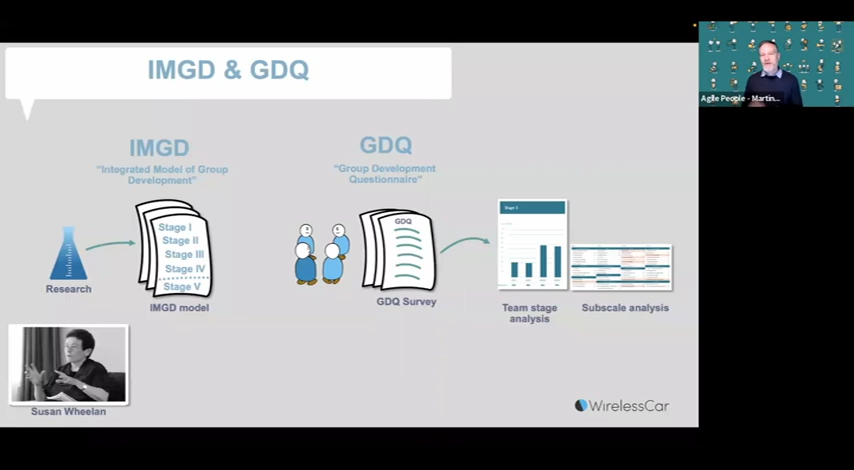 IMGD & GDQ
IMGD
"Integrated Model of Group
Development"
GDQ
"Group Development
Questionnaire"
Research
Stage I
Stage II
Stage III
Stage IV
Stage V
IMGD model
GDQ
GDQ Survey
Team stage
analysis
Subscale analysis
Susan Wheelan
WirelessCar
Agile People - Martin...